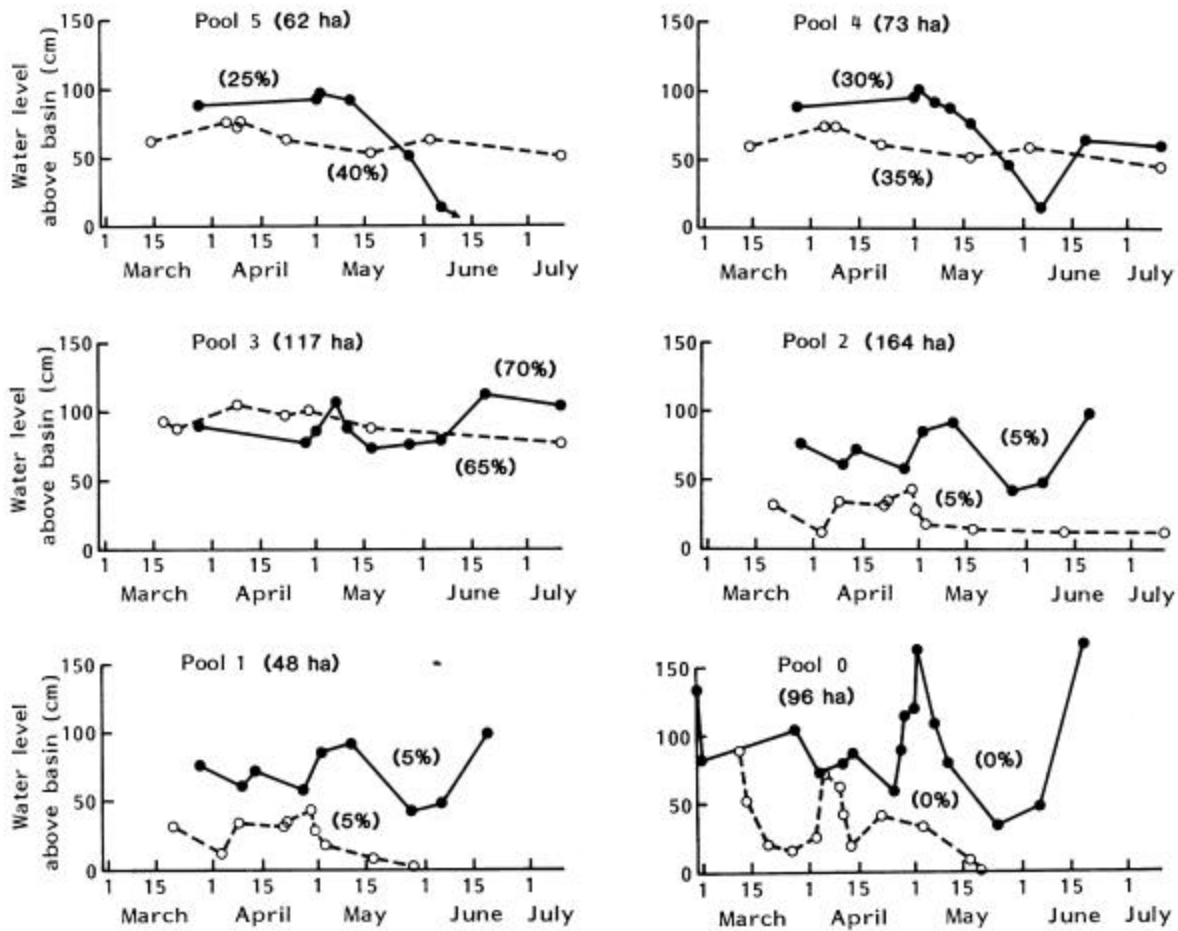 Pool 5 (62 ha)
Water level
above basin (cm)
150
100
50
0
(25%)
(40%)
1 15 1 15 1 15 1 15 1
March April May June July
Pool 4 (73 ha)
150
100
50
0
(30%)
(35%)
1 15 1 15 1 15 1 15 1
March April May June July
Pool 3 (117 ha)
Water level
above basin (cm)
150
100
50
0
(70%)
(65%)
1 15 1 15 1 15 1 15 1
March April May June July
Pool 2 (164 ha)
150
100
50
0
(5%)
(5%)
1 15 1 15 1 15 1 15 1
March April May June July
Pool 1 (48 ha)
Water level
above basin (cm)
150
100
50
0
(5%)
(5%)
1 15 1 15 1 15 1 15 1
March April May June July
Pool 0
(96 ha)
150
100
50
0
(0%)
(0%)
1 15 1 15 1 15 1 15 1
March April May June July